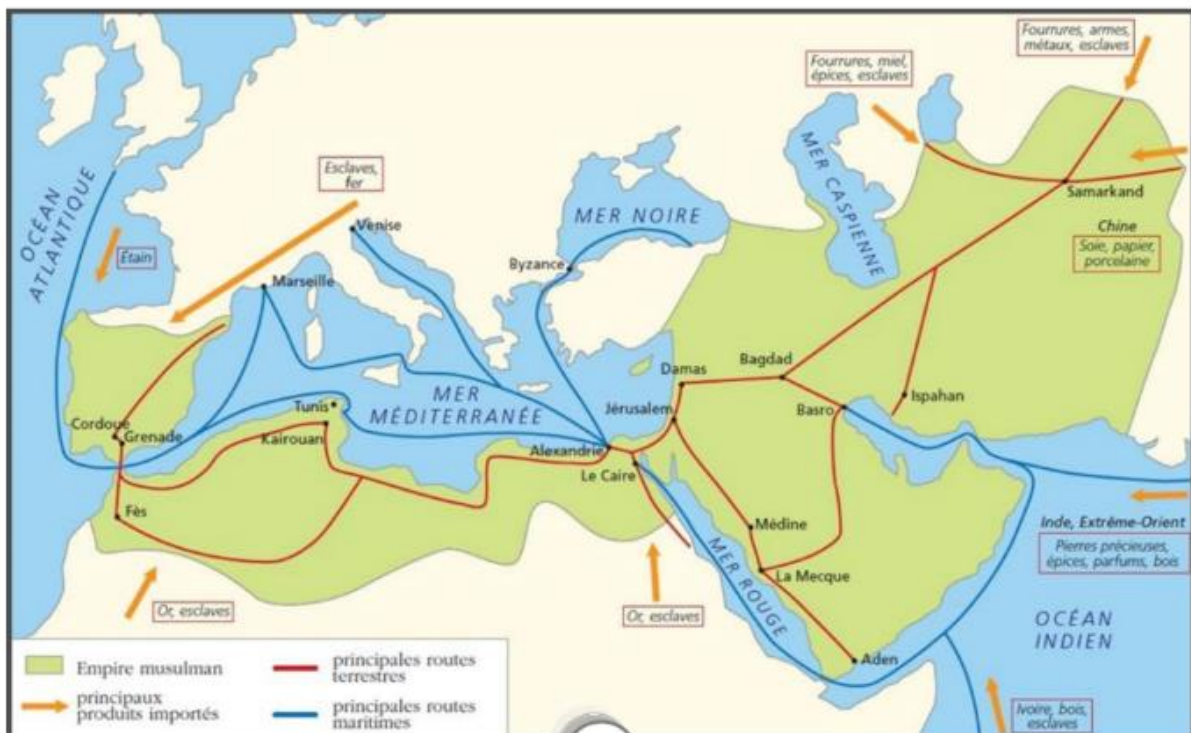 Fourrures, armes,
métaux, esclaves
Fourrures, miel,
épices, esclaves
Esclaves,
fer
OCÉAN
ATLANTIQUE
Étain
Venise
MER NOIRE
MER CASPIENNE
Samarkand
Chine
Soie, papier,
porcelaine
Byzance
Marseille
Damas
Bagdad
MER
MÉDITERRANÉE
Jérusalem
Basro
Ispahan
Tunis
Cordoue
Grenade
Kairouan
Alexandrie
Le Caire
Fès
Médine
Inde, Extrême-Orient
Pierres précieuses,
épices, parfums, bois
La Mecque
MER ROUGE
Or, esclaves
Or, esclaves
OCÉAN
INDIEN
Aden
Ivoire, bois,
esclaves
Empire musulman
principaux
produits importés
principales routes
terrestres
principales routes
maritimes